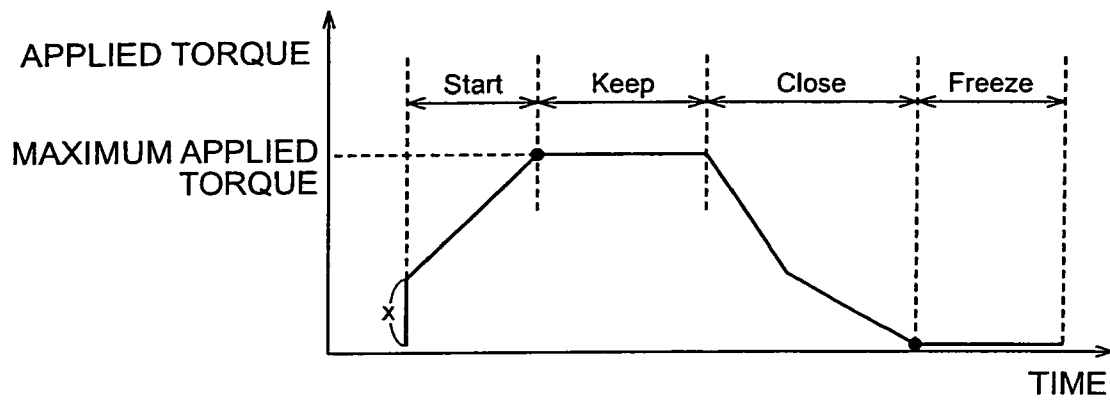 APPLIED TORQUE
Start
Keep
Close
Freeze
MAXIMUM APPLIED
TORQUE
x
TIME